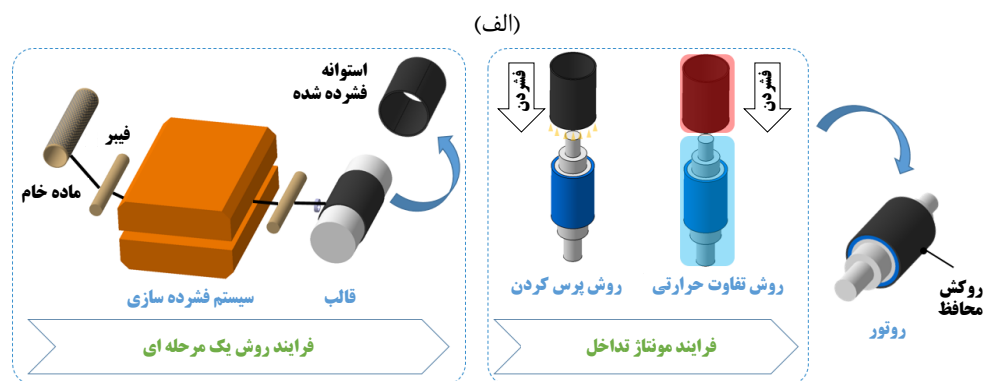 (الف)
استوانه
فشرده شده
فیبر
ماده خام
سیستم فشرده سازی
قالب
فرایند روش یک مرحله ای
فشردن
فشردن
روش پرس کردن
روش تفاوت حرارتی
فرایند مونتاژ تداخل
روکش
محافظ
روتور